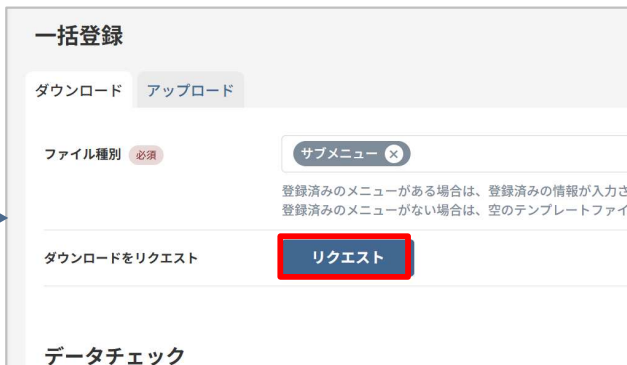 一括登録
ダウンロード アップロード
ファイル種別 必須 サブメニュー
登録済みのメニューがある場合は、登録済みの情報が入力さ
登録済みのメニューがない場合は、空のテンプレートファイ
ダウンロードをリクエスト リクエスト
データチェック